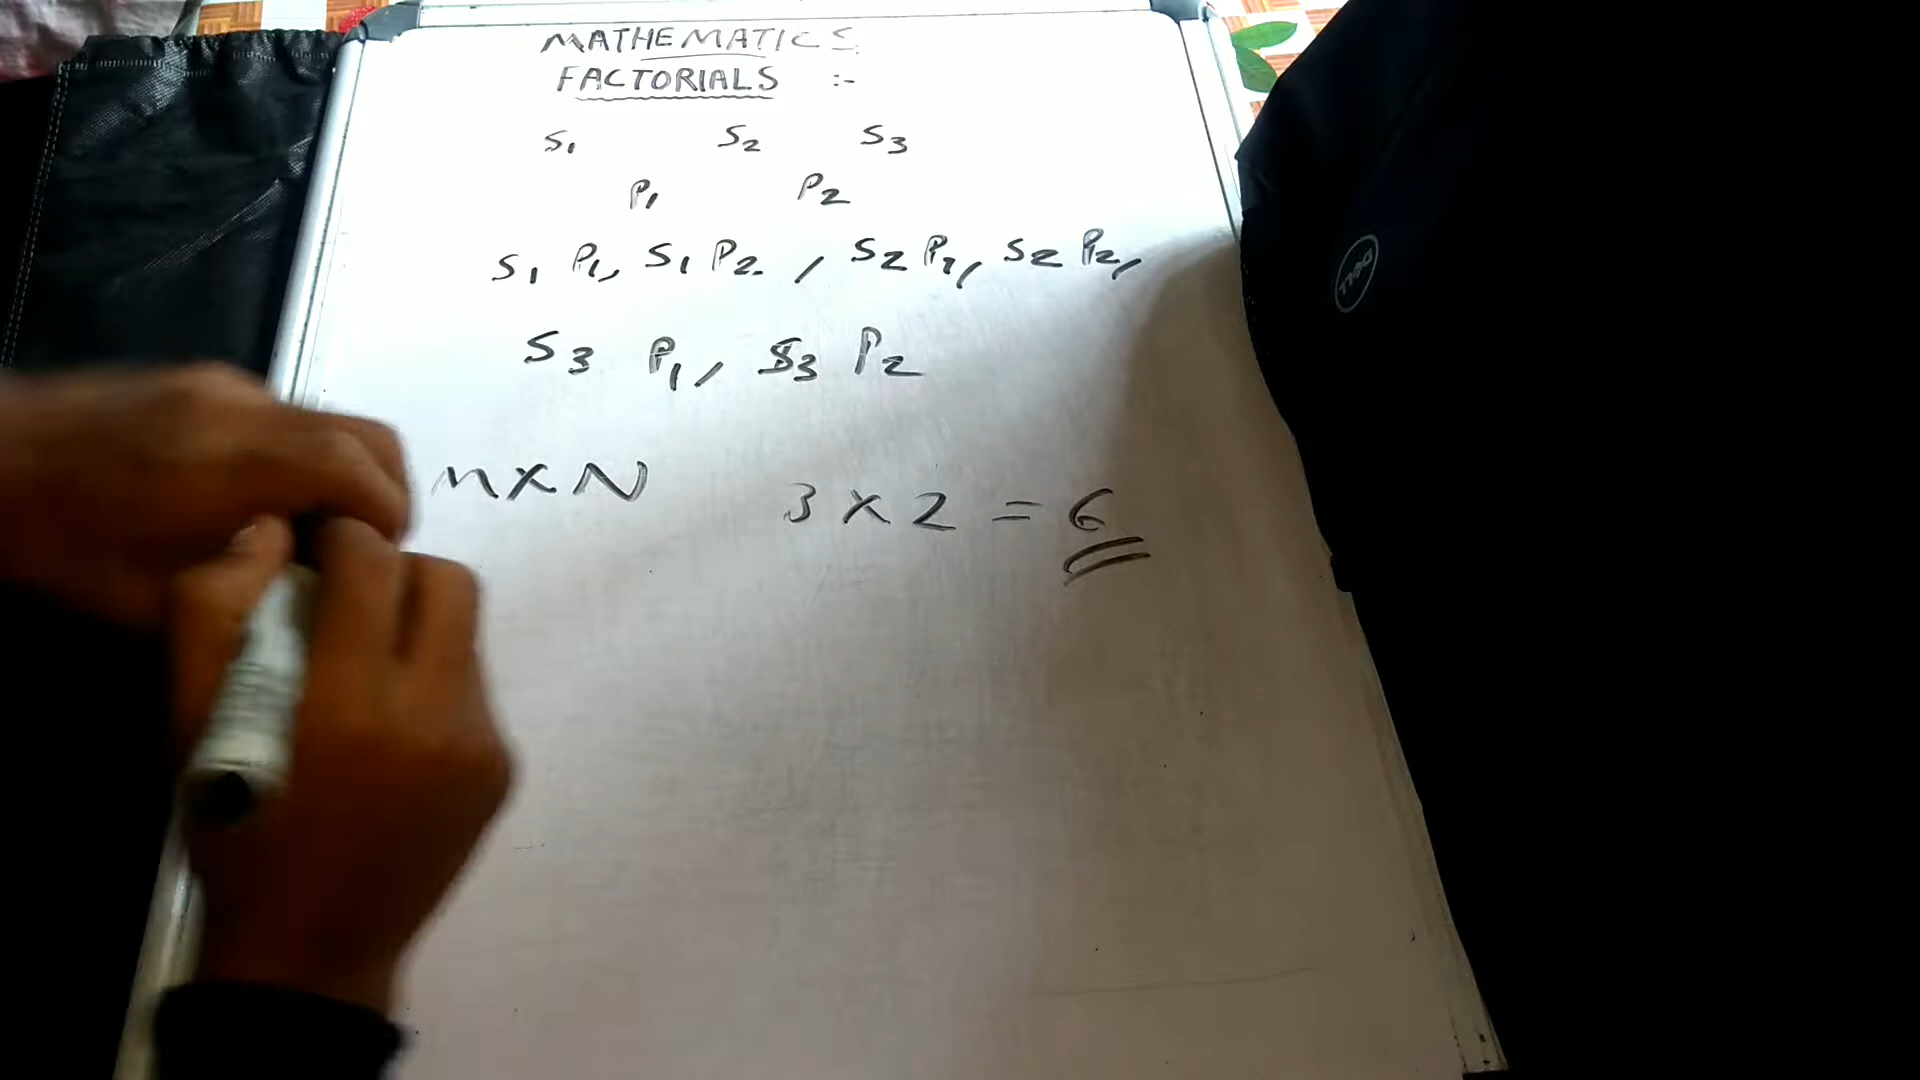 MATHEMATICS
FACTORIALS :-
S1 S2 S3
P1 P2
S1 P1, S1 P2, S2 P1, S2 P2,
S3 P1, S3 P2
M×N 3×2 = 6
DELL